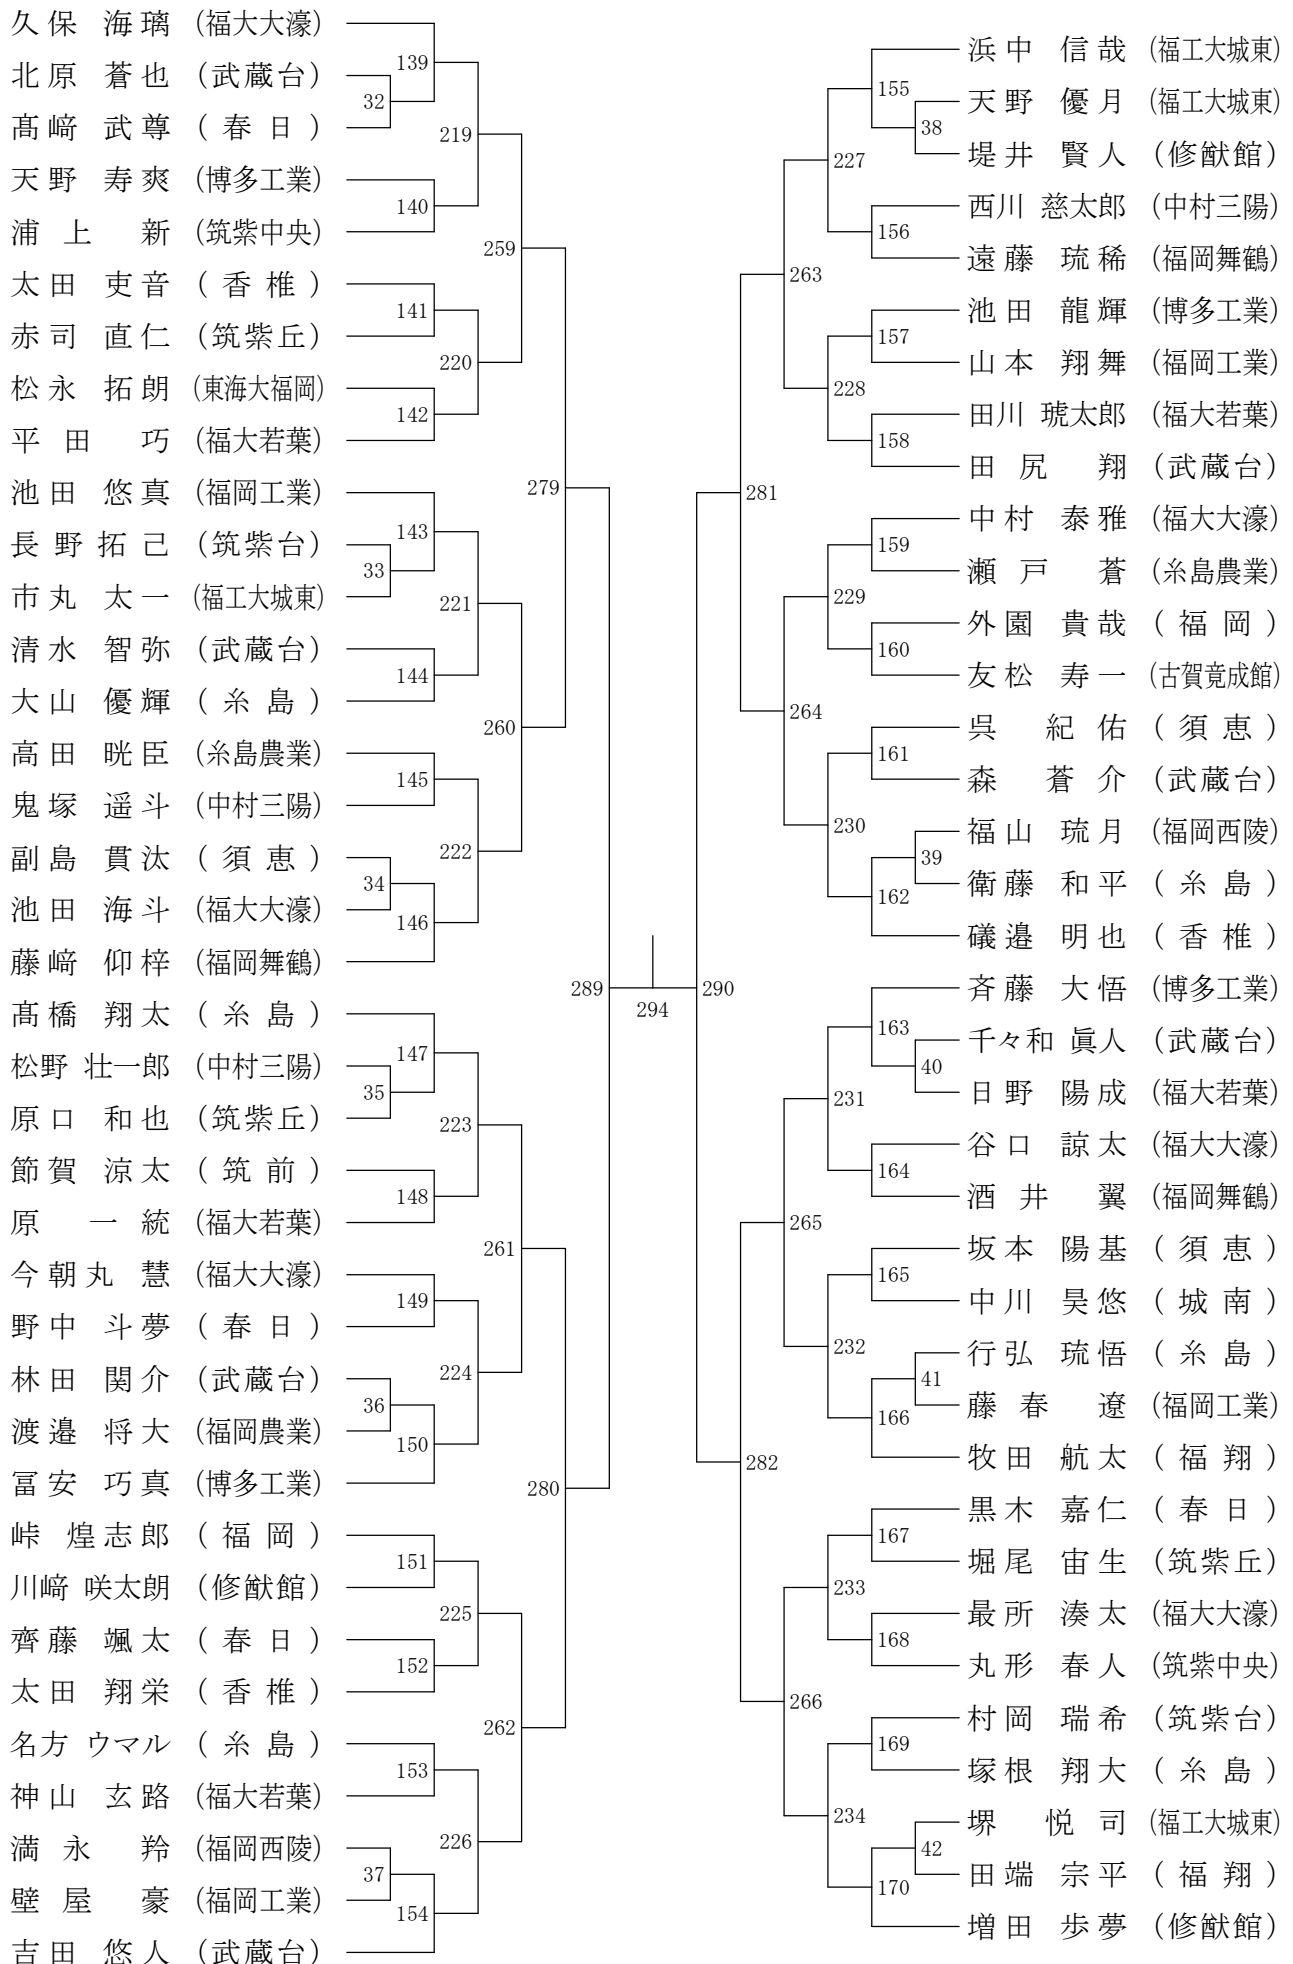 久保 海璃 (福大大濠)
北原 蒼也 (武蔵台)
髙﨑 武尊 (春日)
天野 寿爽 (博多工業)
浦上 新 (筑紫中央)
太田 吏音 (香椎)
赤司 直仁 (筑紫丘)
松永 拓朗 (東海大福岡)
平田 巧 (福大若葉)
池田 悠真 (福岡工業)
長野 拓己 (筑紫台)
市丸 太一 (福工大城東)
清水 智弥 (武蔵台)
大山 優輝 (糸島)
高田 晄臣 (糸島農業)
鬼塚 遥斗 (中村三陽)
副島 貫汰 (須恵)
池田 海斗 (福大大濠)
藤﨑 仰梓 (福岡舞鶴)
髙橋 翔太 (糸島)
松野 壮一郎 (中村三陽)
原口 和也 (筑紫丘)
節賀 涼太 (筑前)
原 一統 (福大若葉)
今朝丸 慧 (福大大濠)
野中 斗夢 (春日)
林田 関介 (武蔵台)
渡邉 将大 (福岡農業)
冨安 巧真 (博多工業)
峠 煌志郎 (福岡)
川﨑 咲太朗 (修猷館)
齊藤 颯太 (春日)
太田 翔栄 (香椎)
名方 ウマル (糸島)
神山 玄路 (福大若葉)
満永 羚 (福岡西陵)
壁屋 豪 (福岡工業)
吉田 悠人 (武蔵台)
139
32
219
140
259
141
220
142
279
143
33
221
144
260
145
222
34
146
289
147
35
223
148
261
149
224
36
150
280
151
225
152
262
153
226
37
154
294
290
155
38
227
156
263
157
228
158
281
159
229
160
264
161
230
39
162
163
40
231
164
265
165
232
41
166
282
167
233
168
266
169
234
42
170
浜中 信哉 (福工大城東)
天野 優月 (福工大城東)
堤井 賢人 (修猷館)
西川 慈太郎 (中村三陽)
遠藤 琉稀 (福岡舞鶴)
池田 龍輝 (博多工業)
山本 翔舞 (福岡工業)
田川 琥太郎 (福大若葉)
田尻 翔 (武蔵台)
中村 泰雅 (福大大濠)
瀬戸 蒼 (糸島農業)
外園 貴哉 (福岡)
友松 寿一 (古賀竟成館)
呉 紀佑 (須恵)
森 蒼介 (武蔵台)
福山 琉月 (福岡西陵)
衛藤 和平 (糸島)
礒邉 明也 (香椎)
斉藤 大悟 (博多工業)
千々和 眞人 (武蔵台)
日野 陽成 (福大若葉)
谷口 諒太 (福大大濠)
酒井 翼 (福岡舞鶴)
坂本 陽基 (須恵)
中川 昊悠 (城南)
行弘 琉悟 (糸島)
藤春 遼 (福岡工業)
牧田 航太 (福翔)
黒木 嘉仁 (春日)
堀尾 宙生 (筑紫丘)
最所 湊太 (福大大濠)
丸形 春人 (筑紫中央)
村岡 瑞希 (筑紫台)
塚根 翔大 (糸島)
堺 悦司 (福工大城東)
田端 宗平 (福翔)
増田 歩夢 (修猷館)